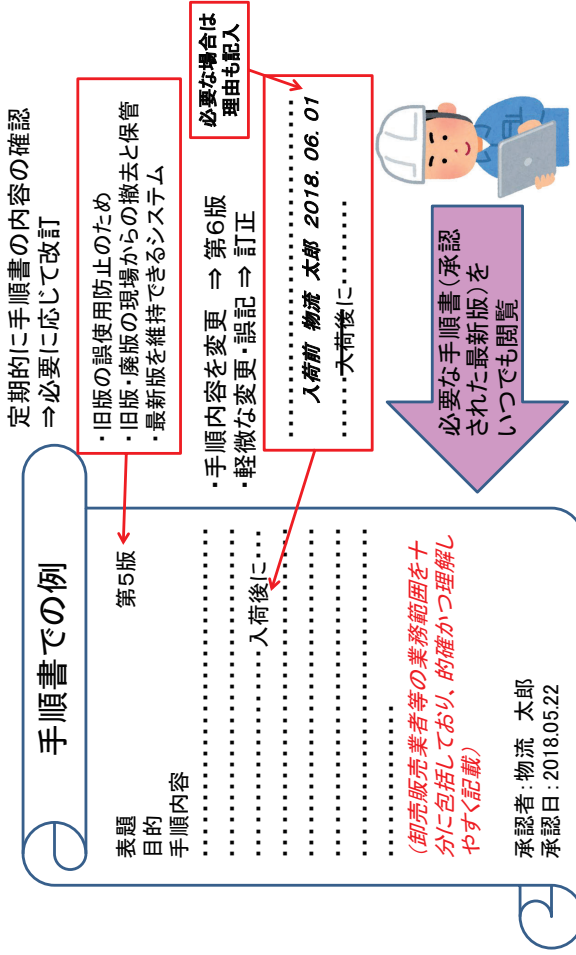 手順書での例
表題
第5版
目的
手順内容
‥‥‥‥‥‥‥‥‥‥‥‥‥‥
‥‥‥‥‥‥‥‥‥‥‥‥‥‥
‥‥‥‥‥‥‥‥入荷後に‥‥
‥‥‥‥‥‥‥‥‥‥‥‥‥‥
‥‥‥‥‥‥‥‥‥‥‥‥‥‥
‥‥‥‥‥‥‥‥‥‥‥‥‥‥
‥‥‥‥‥‥‥‥‥‥‥‥‥‥
‥‥‥‥‥‥‥
(卸売販売業者等の業務範囲を十
分に包括しており、的確かつ理解し
やすく記載)
承認者:物流 太郎
承認日:2018.05.22
定期的に手順書の内容の確認
⇒必要に応じて改訂
・旧版の誤使用防止のため
・旧版・廃版の現場からの撤去と保管
・最新版を維持できるシステム
・手順内容を変更 ⇒ 第6版
・軽微な変更・誤記 ⇒ 訂正
必要な場合は
理由も記入
‥‥‥‥‥‥‥‥‥‥‥‥
入荷前 物流 太郎 2018.06.01
‥‥‥入荷後に‥‥‥
必要な手順書(承認
された最新版)を
いつでも閲覧